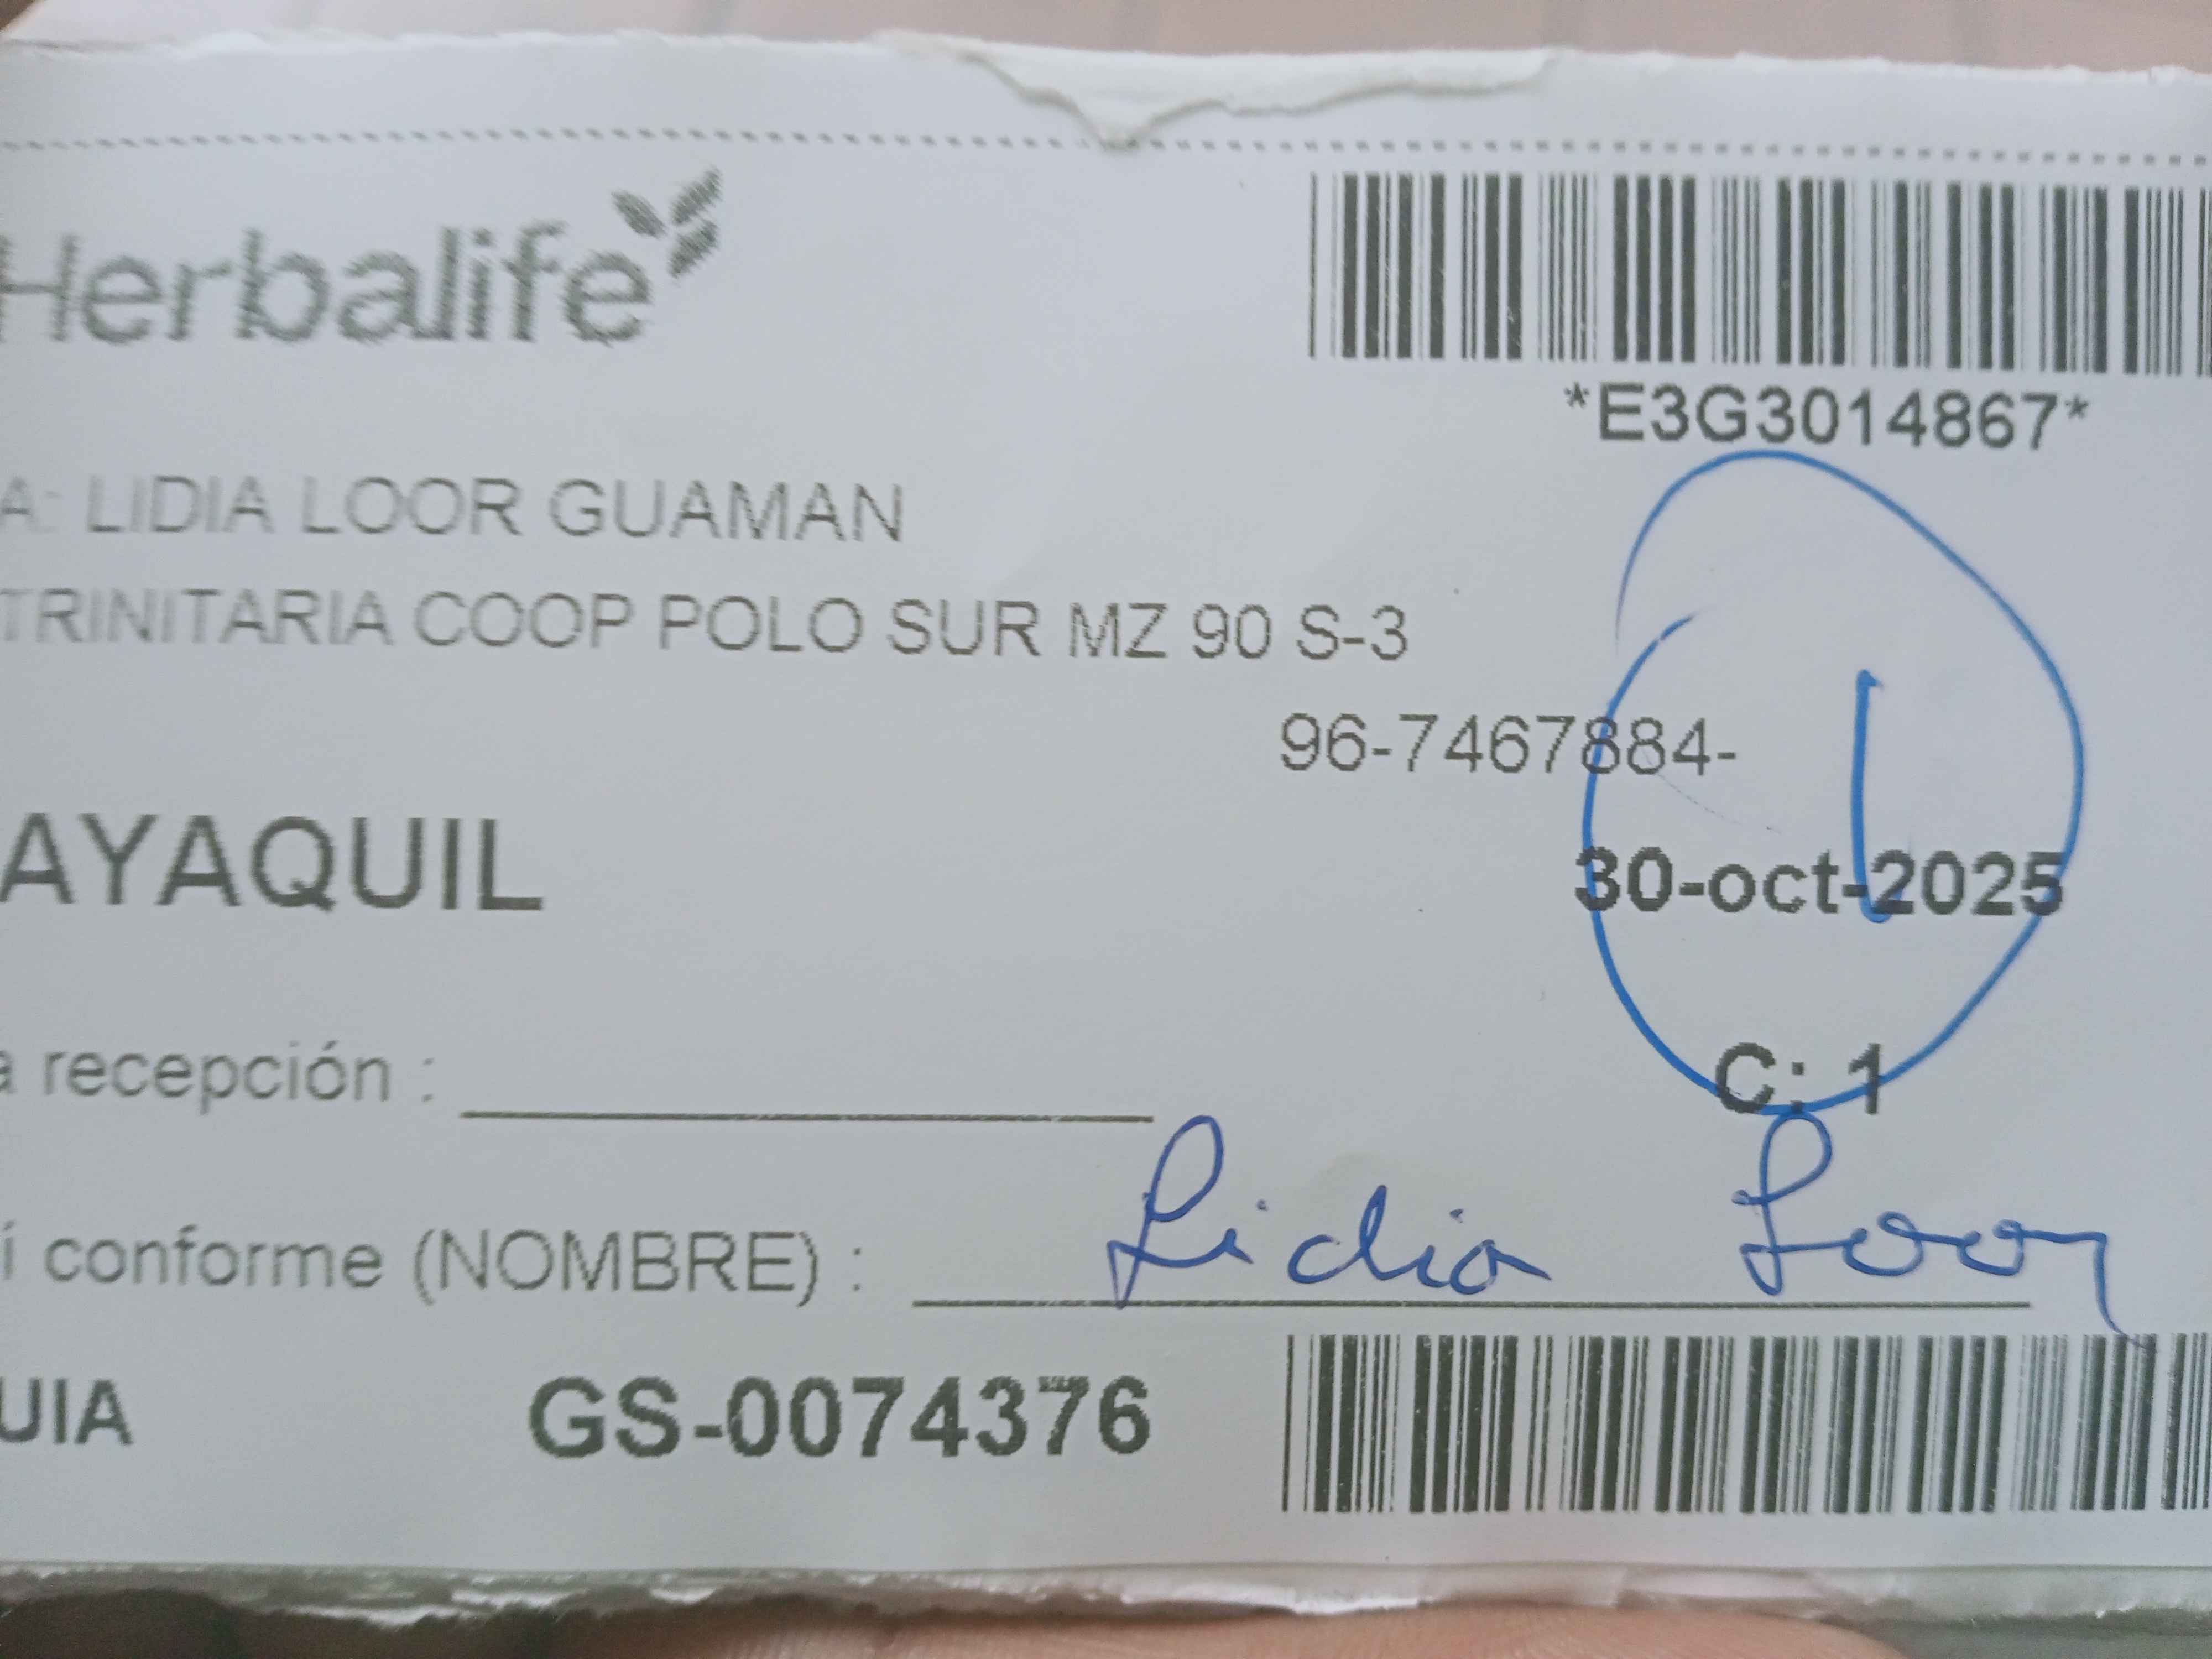 Herbalife
*E3G3014867*
A: LIDIA LOOR GUAMAN
TRINITARIA COOP POLO SUR MZ 90 S-3
96-7467884-
AYAQUIL
30-oct-2025
C: 1
a recepción :
í conforme (NOMBRE) : Lidia Loor
UIA GS-0074376